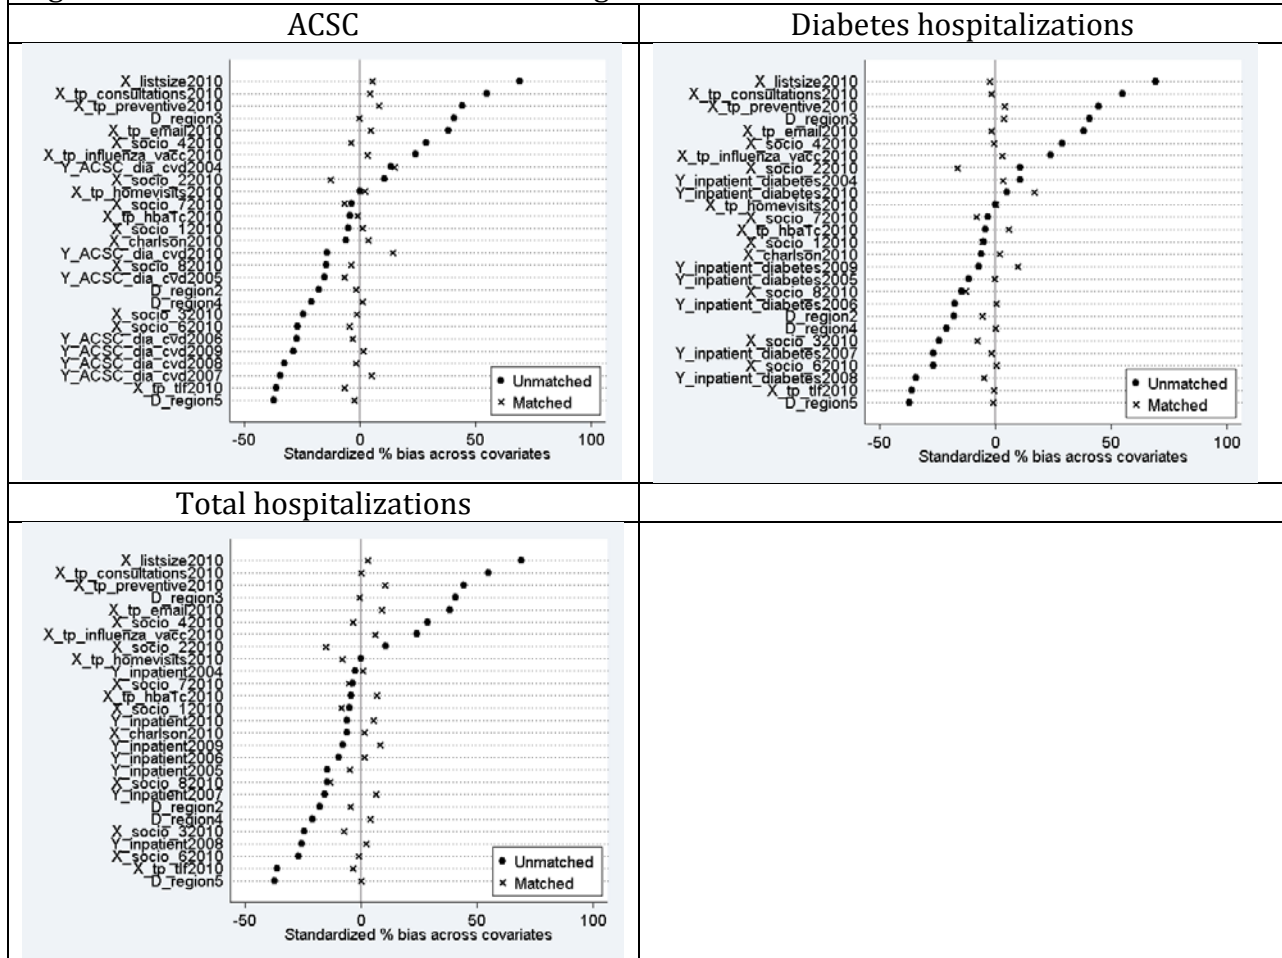 ACSC
X_listsize2010
X_tp_consultations2010
X_tp_preventive2010
D_region3
X_tp_email2010
X_socio_42010
X_tp_influenza_vacc2010
Y_ACSC_dia_cvd2004
X_socio_22010
X_tp_homevisits2010
X_socio_72010
X_tp_hba1c2010
X_socio_12010
X_charlson2010
Y_ACSC_dia_cvd2010
X_socio_82010
Y_ACSC_dia_cvd2005
D_region2
D_region4
X_socio_32010
X_socio_62010
Y_ACSC_dia_cvd2006
Y_ACSC_dia_cvd2009
Y_ACSC_dia_cvd2008
Y_ACSC_dia_cvd2007
X_tp_tlf2010
D_region5
Unmatched
Matched
-50 0 50 100
Standardized % bias across covariates
Diabetes hospitalizations
X_listsize2010
X_tp_consultations2010
X_tp_preventive2010
D_region3
X_tp_email2010
X_socio_42010
X_tp_influenza_vacc2010
X_socio_22010
Y_inpatient_diabetes2004
Y_inpatient_diabetes2010
X_tp_homevisits2010
X_socio_72010
X_tp_hba1c2010
X_socio_12010
X_charlson2010
Y_inpatient_diabetes2009
Y_inpatient_diabetes2005
X_socio_82010
Y_inpatient_diabetes2006
D_region2
D_region4
X_socio_32010
Y_inpatient_diabetes2007
X_socio_62010
Y_inpatient_diabetes2008
X_tp_tlf2010
D_region5
Unmatched
Matched
-50 0 50 100
Standardized % bias across covariates
Total hospitalizations
X_listsize2010
X_tp_consultations2010
X_tp_preventive2010
D_region3
X_tp_email2010
X_socio_42010
X_tp_influenza_vacc2010
X_socio_22010
X_tp_homevisits2010
Y_inpatient2004
X_socio_72010
X_tp_hba1c2010
X_socio_12010
Y_inpatient2010
X_charlson2010
Y_inpatient2009
Y_inpatient2006
Y_inpatient2005
X_socio_82010
Y_inpatient2007
D_region2
D_region4
X_socio_32010
Y_inpatient2008
X_socio_62010
X_tp_tlf2010
D_region5
Unmatched
Matched
-50 0 50 100
Standardized % bias across covariates